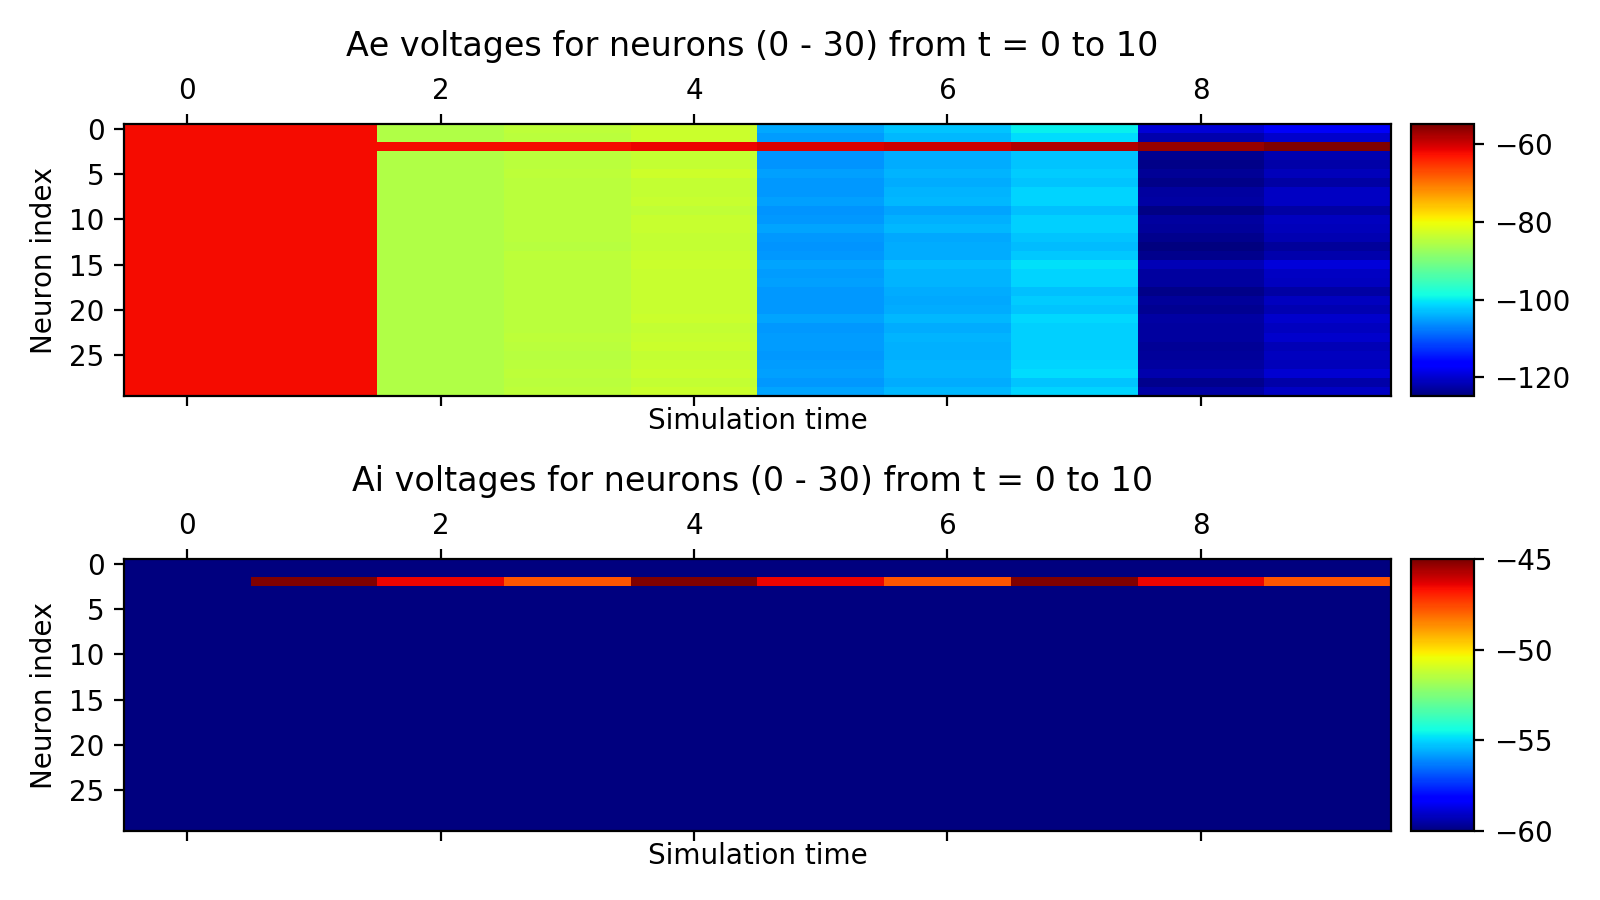 Ae voltages for neurons (0 - 30) from t = 0 to 10
0 2 4 6 8
Neuron index
0
5
10
15
20
25
−60
−80
−100
−120
Simulation time
Ai voltages for neurons (0 - 30) from t = 0 to 10
0 2 4 6 8
Neuron index
0
5
10
15
20
25
−45
−50
−55
−60
Simulation time